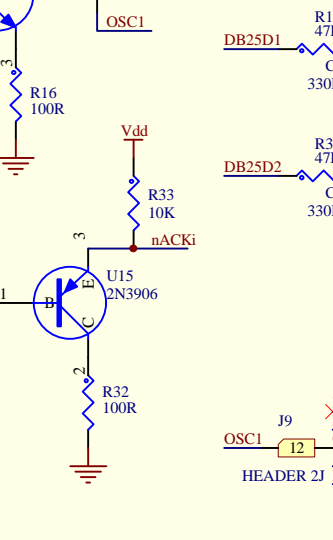 OSC1
R1
47
DB25D1
C
330
3
R16
100R
Vdd
R3
47
DB25D2
C
330
R33
10K
3
nACKi
U15
2N3906
E
1
B
C
2
R32
100R
J9
OSC1
12
HEADER 2J